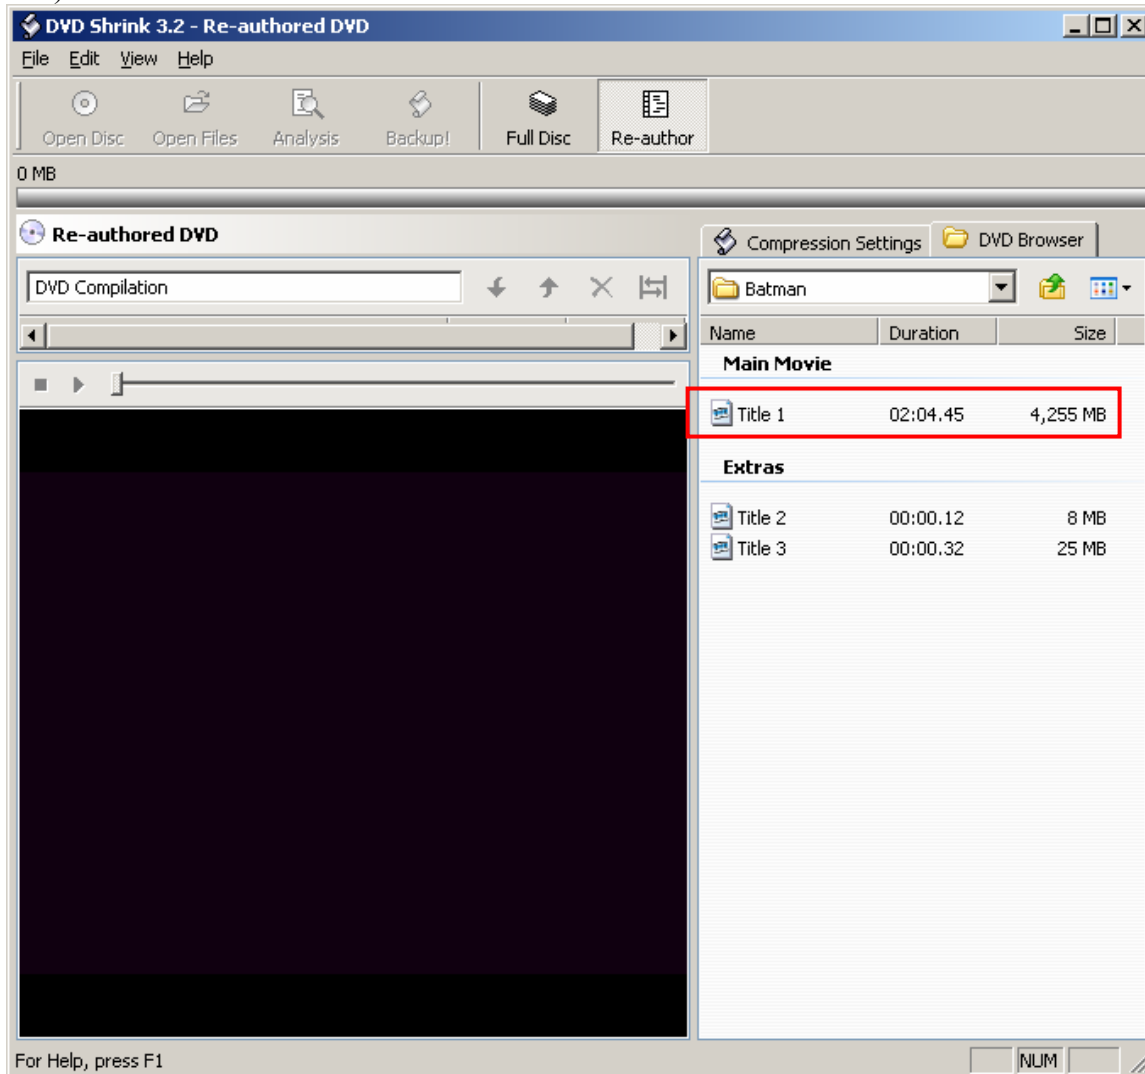 DVD Shrink 3.2 - Re-authored DVD
File Edit View Help
Open Disc Open Files Analysis Backup! Full Disc Re-author
0 MB
Re-authored DVD
Compression Settings DVD Browser
DVD Compilation
Batman
Name Duration Size
Main Movie
Title 1 02:04.45 4,255 MB
Extras
Title 2 00:00.12 8 MB
Title 3 00:00.32 25 MB
For Help, press F1 NUM